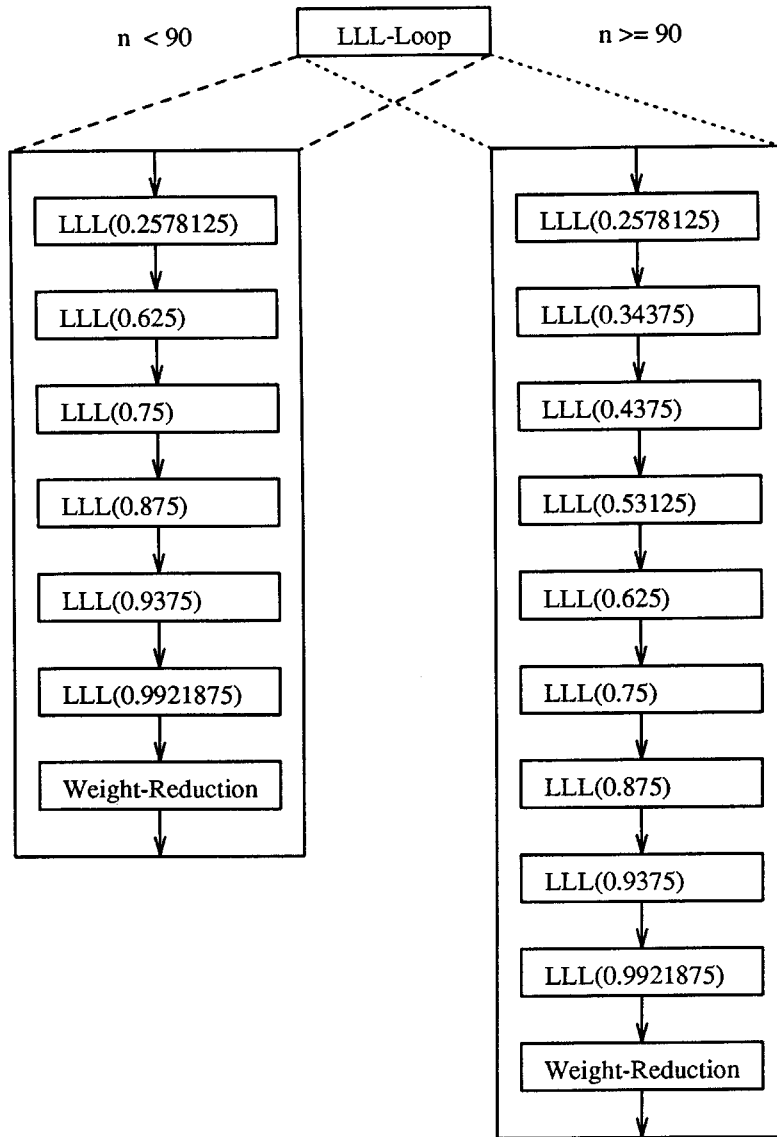 n < 90
LLL-Loop
n >= 90
LLL(0.2578125)
LLL(0.625)
LLL(0.75)
LLL(0.875)
LLL(0.9375)
LLL(0.9921875)
Weight-Reduction
LLL(0.2578125)
LLL(0.34375)
LLL(0.4375)
LLL(0.53125)
LLL(0.625)
LLL(0.75)
LLL(0.875)
LLL(0.9375)
LLL(0.9921875)
Weight-Reduction